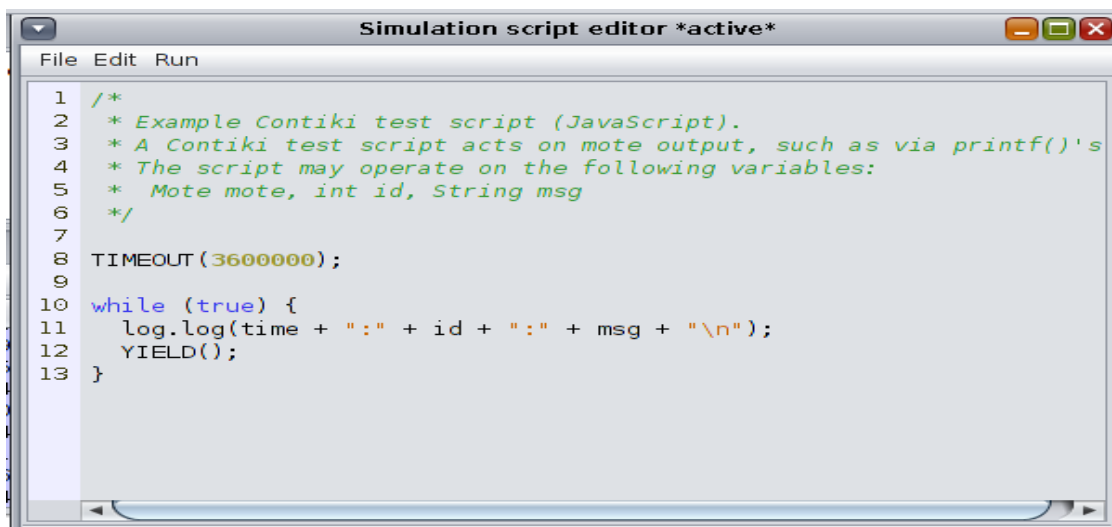 Simulation script editor *active*
File Edit Run
1 /*
2  * Example Contiki test script (JavaScript).
3  * A Contiki test script acts on mote output, such as via printf()'s
4  * The script may operate on the following variables:
5  *  Mote mote, int id, String msg
6  */
7
8 TIMEOUT(3600000);
9
10 while (true) {
11   log.log(time + ":" + id + ":" + msg + "\n");
12   YIELD();
13 }